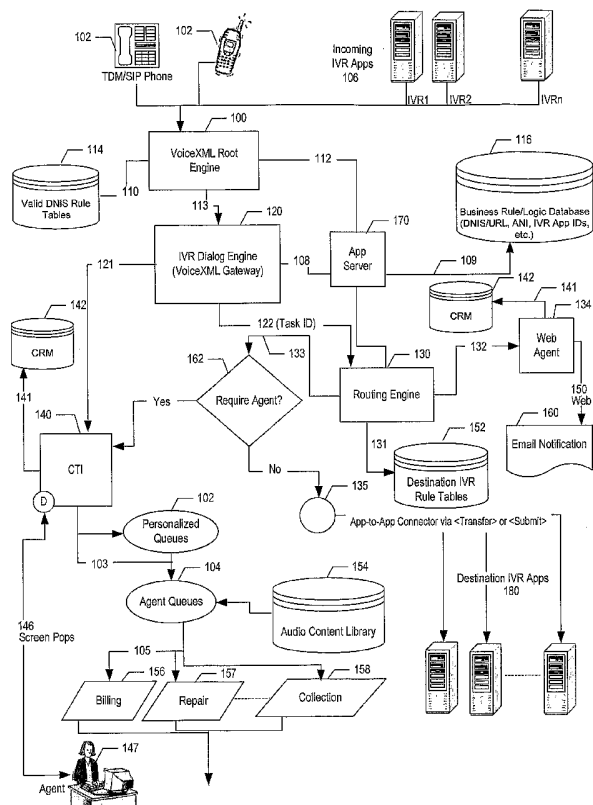 102
TDM/SIP Phone
102
Incoming
IVR Apps
106
IVR1
IVR2
IVRn
100
VoiceXML Root
Engine
114
Valid DNIS Rule
Tables
110
112
116
Business Rule/Logic Database
(DNIS/URL, ANI, IVR App IDs,
etc.)
113
120
IVR Dialog Engine
(VoiceXML Gateway)
121
108
170
App
Server
109
142
CRM
141
142
CRM
141
134
Web
Agent
122 (Task ID)
133
162
Require Agent?
Yes
No
130
Routing Engine
132
131
150
Web
160
Email Notification
140
CTI
D
152
Destination IVR
Rule Tables
135
App-to-App Connector via <Transfer> or <Submit>
102
Personalized
Queues
103
104
Agent Queues
154
Audio Content Library
Destination IVR Apps
180
146
Screen Pops
105
156
Billing
157
Repair
158
Collection
147
Agent